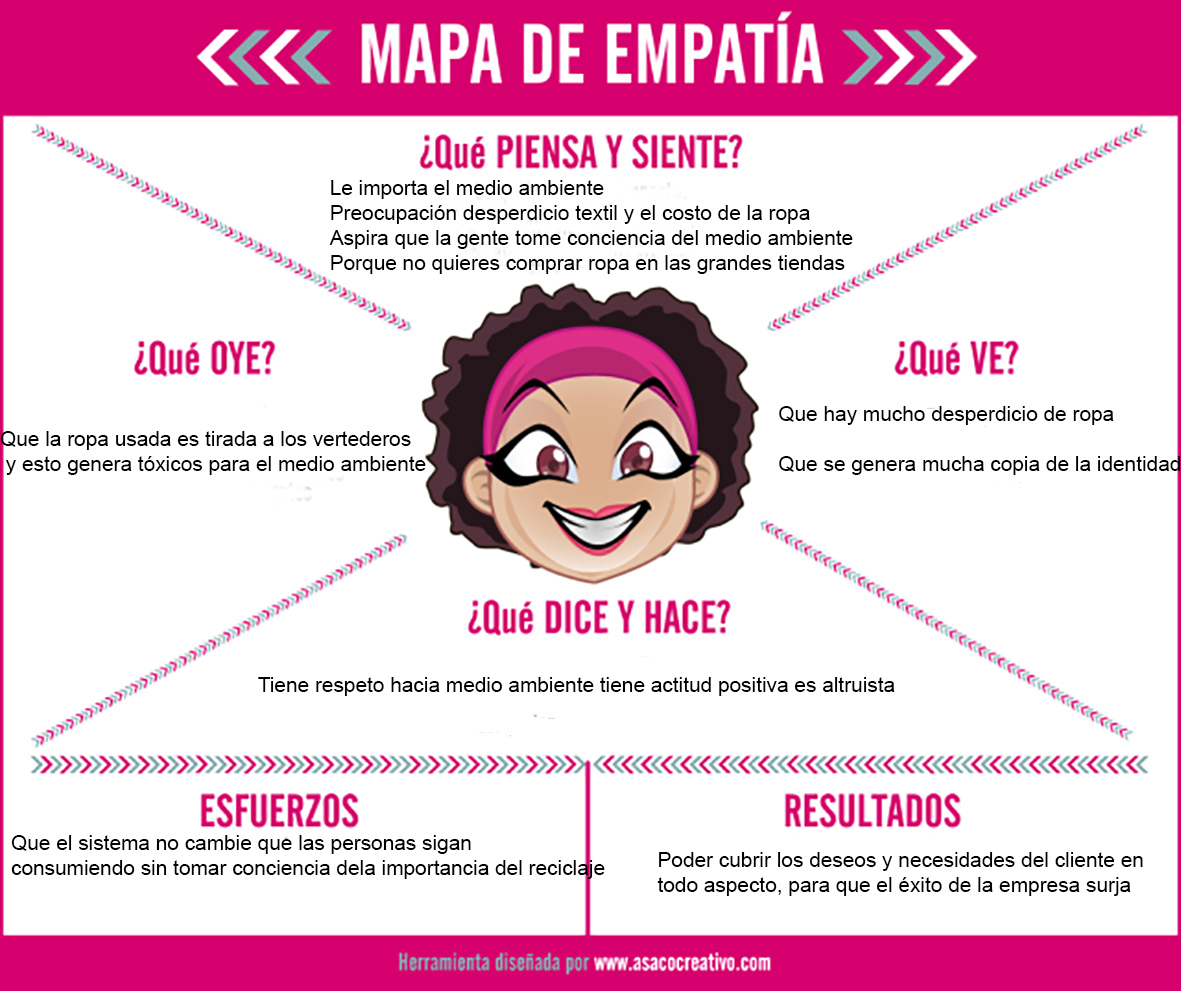 MAPA DE EMPATÍA
¿Qué PIENSA Y SIENTE?
Le importa el medio ambiente
Preocupación desperdicio textil y el costo de la ropa
Aspira que la gente tome conciencia del medio ambiente
Porque no quieres comprar ropa en las grandes tiendas
¿Qué OYE?
Que la ropa usada es tirada a los vertederos
y esto genera tóxicos para el medio ambiente
¿Qué VE?
Que hay mucho desperdicio de ropa
Que se genera mucha copia de la identidad
¿Qué DICE Y HACE?
Tiene respeto hacia medio ambiente tiene actitud positiva es altruista
ESFUERZOS
Que el sistema no cambie que las personas sigan
consumiendo sin tomar conciencia dela importancia del reciclaje
RESULTADOS
Poder cubrir los deseos y necesidades del cliente en
todo aspecto, para que el éxito de la empresa surja
Herramienta diseñada por www.asacocreativo.com